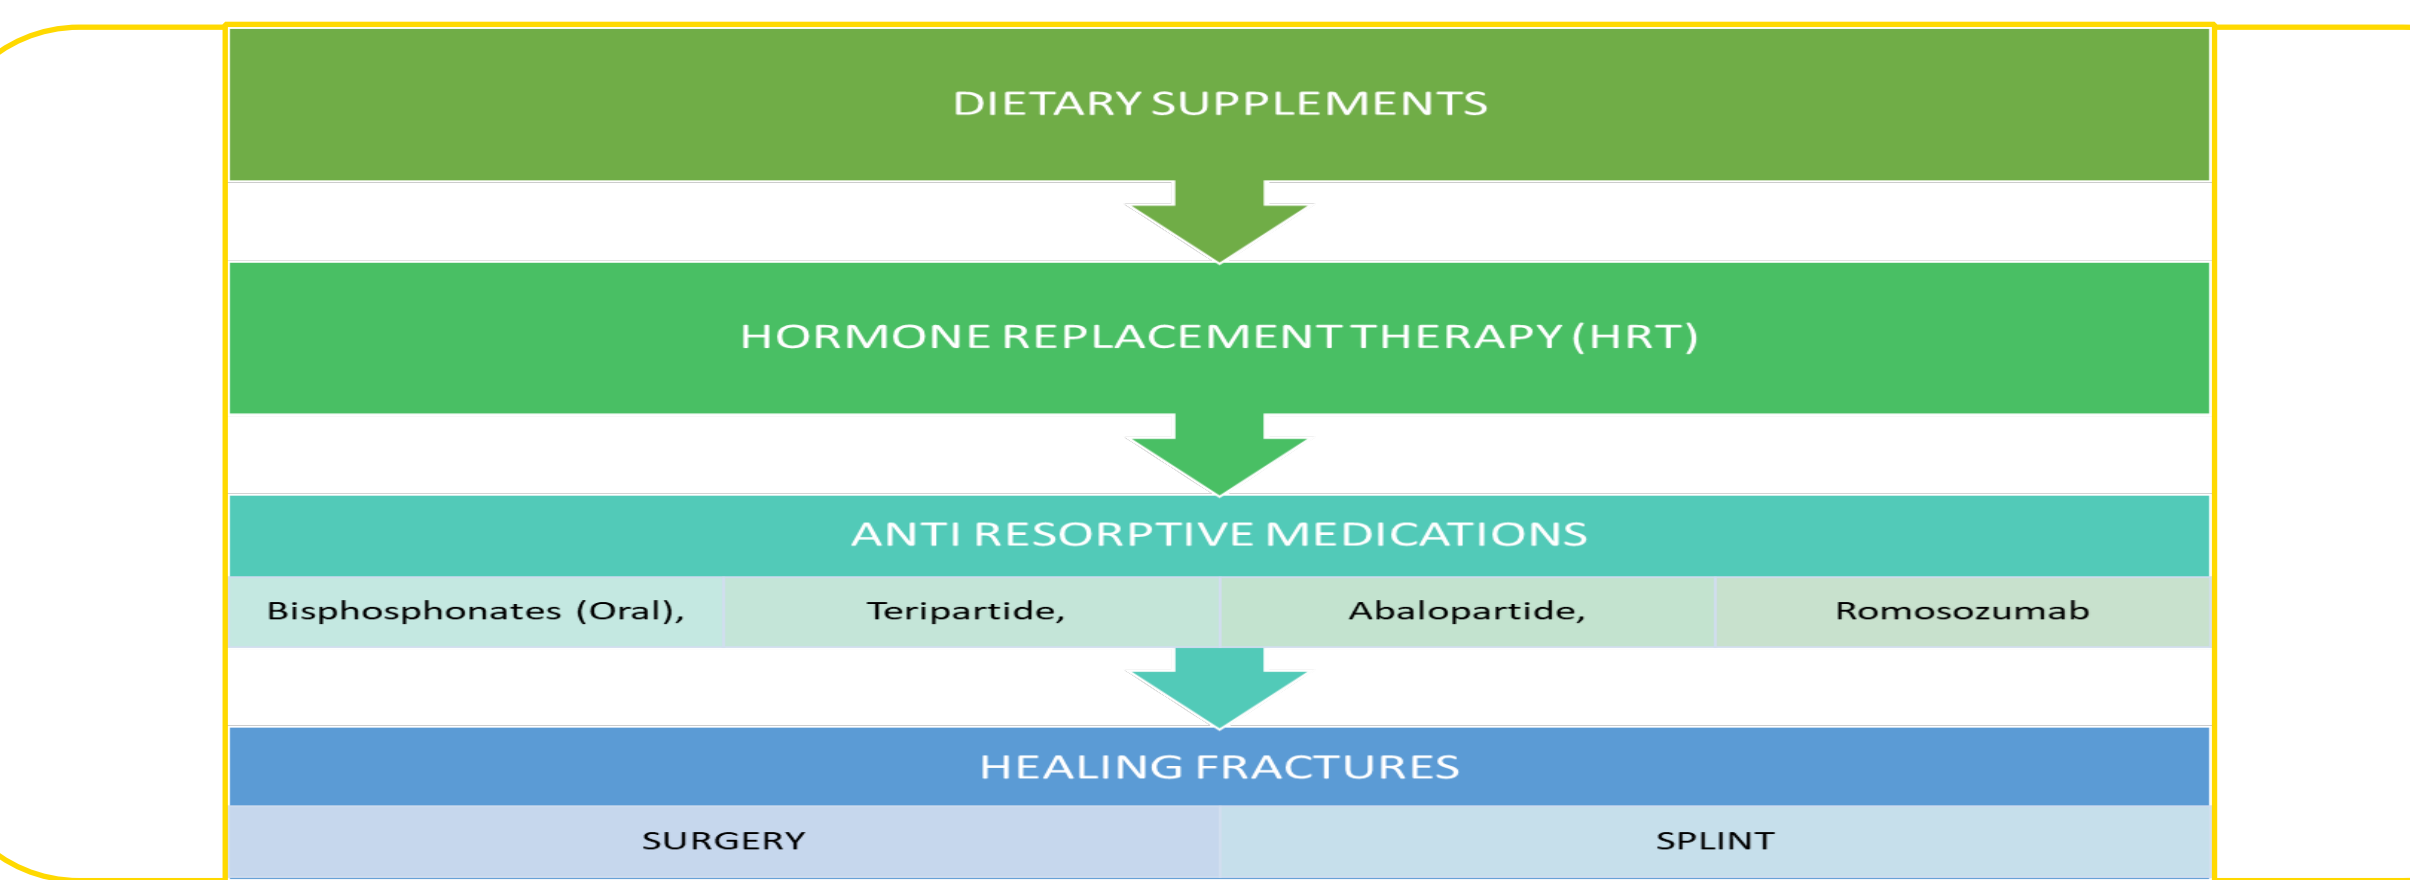 DIETARY SUPPLEMENTS
HORMONE REPLACEMENT THERAPY (HRT)
ANTI RESORPTIVE MEDICATIONS
Bisphosphonates (Oral), Teripartide, Abalopartide, Romosozumab
HEALING FRACTURES
SURGERY SPLINT